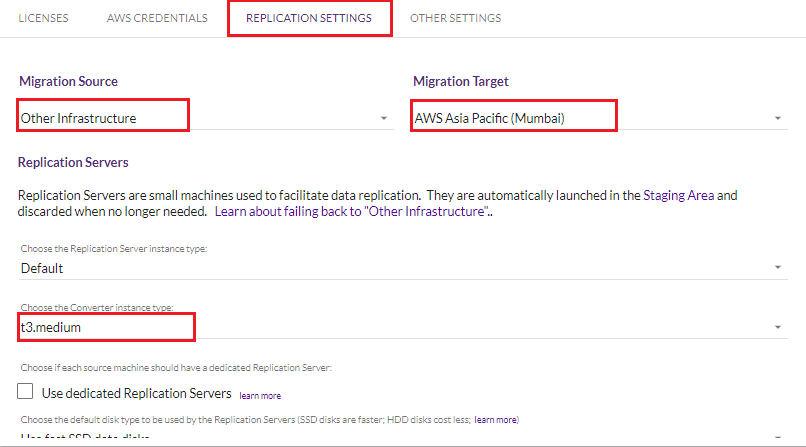 LICENSES AWS CREDENTIALS REPLICATION SETTINGS OTHER SETTINGS
Migration Source Migration Target
Other Infrastructure AWS Asia Pacific (Mumbai)
Replication Servers
Replication Servers are small machines used to facilitate data replication. They are automatically launched in the Staging Area and
discarded when no longer needed. Learn about failing back to "Other Infrastructure"..
Choose the Replication Server instance type:
Default
Choose the Converter instance type:
t3.medium
Choose if each source machine should have a dedicated Replication Server:
Use dedicated Replication Servers learn more
Choose the default disk type to be used by the Replication Servers (SSD disks are faster; HDD disks cost less; learn more)
Use fast SSD data disks